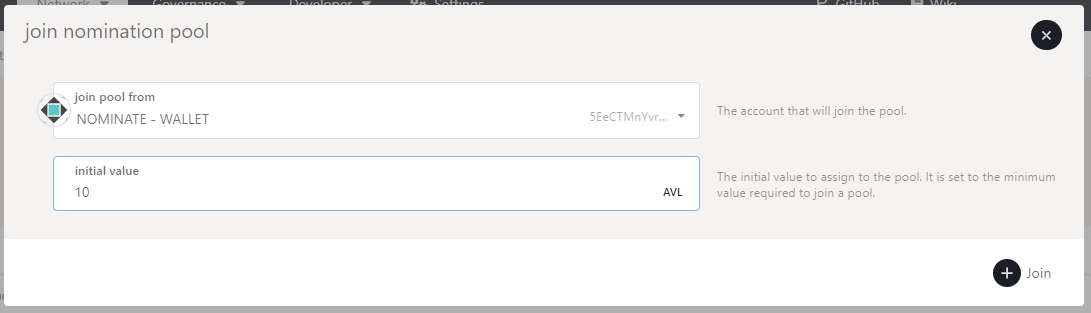 Network Governance Developer Settings GitHub Wiki
join nomination pool
join pool from
NOMINATE - WALLET 5EeCTMnYvr...
The account that will join the pool.
initial value
10 AVL
The initial value to assign to the pool. It is set to the minimum
value required to join a pool.
Join